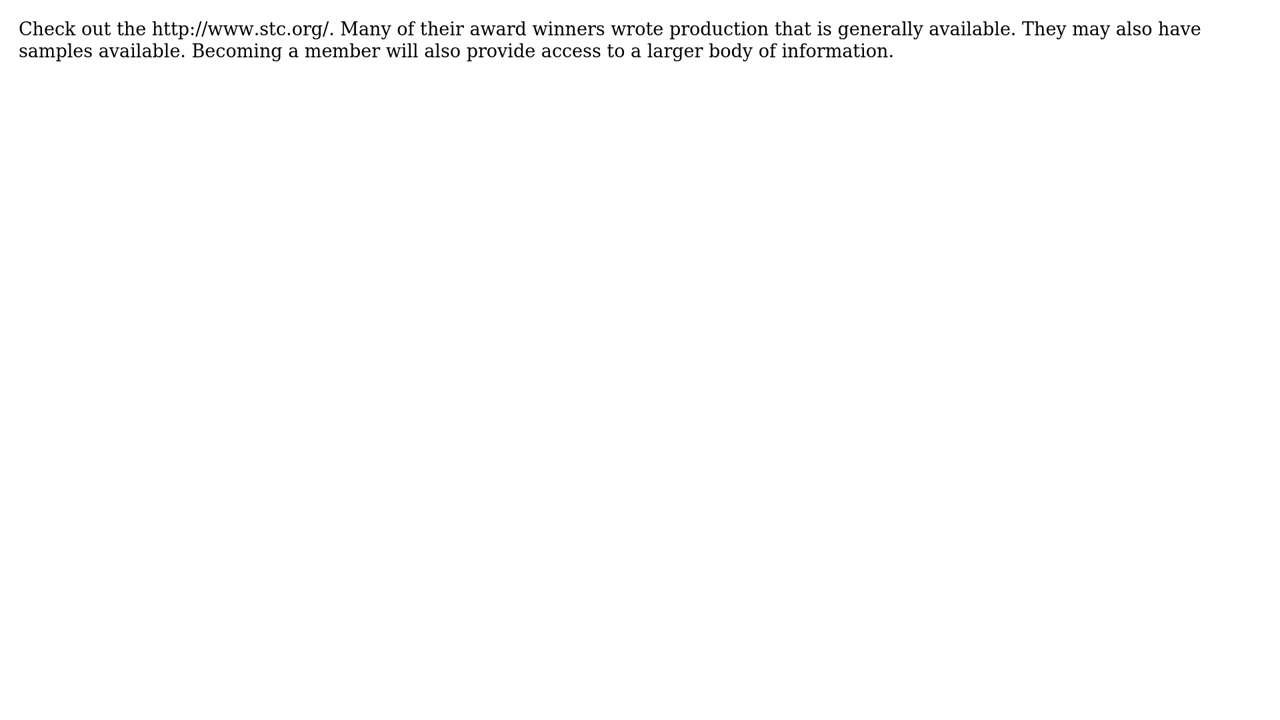 Check out the http://www.stc.org/. Many of their award winners wrote production that is generally available. They may also have
samples available. Becoming a member will also provide access to a larger body of information.